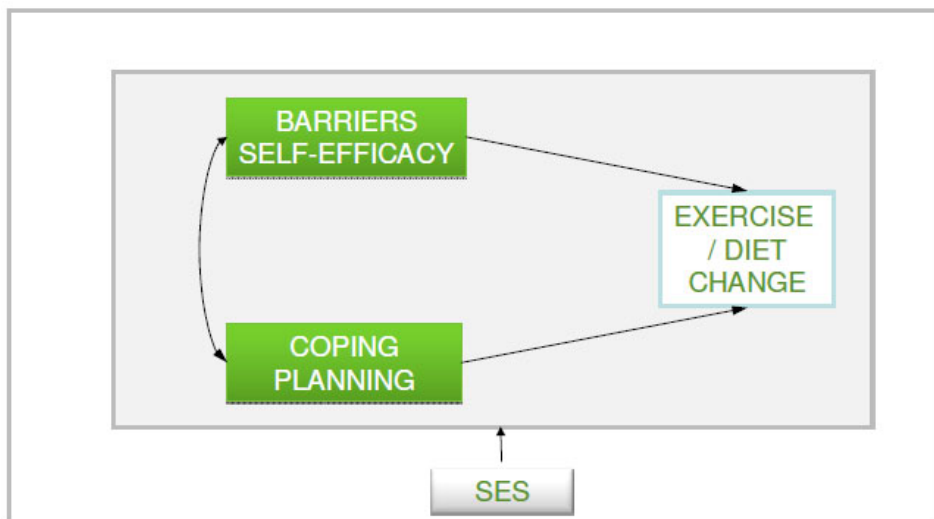 BARRIERS
SELF-EFFICACY
EXERCISE
/ DIET
CHANGE
COPING
PLANNING
SES